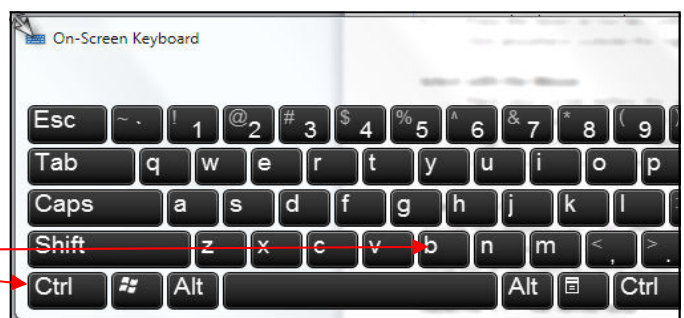 On-Screen Keyboard
Esc ~ ` ! 1 @ 2 # 3 $ 4 % 5 ^ 6 & 7 * 8 ( 9
Tab q w e r t y u i o p
Caps a s d f g h j k l
Shift z x c v b n m < , > .
Ctrl Alt Alt Ctrl